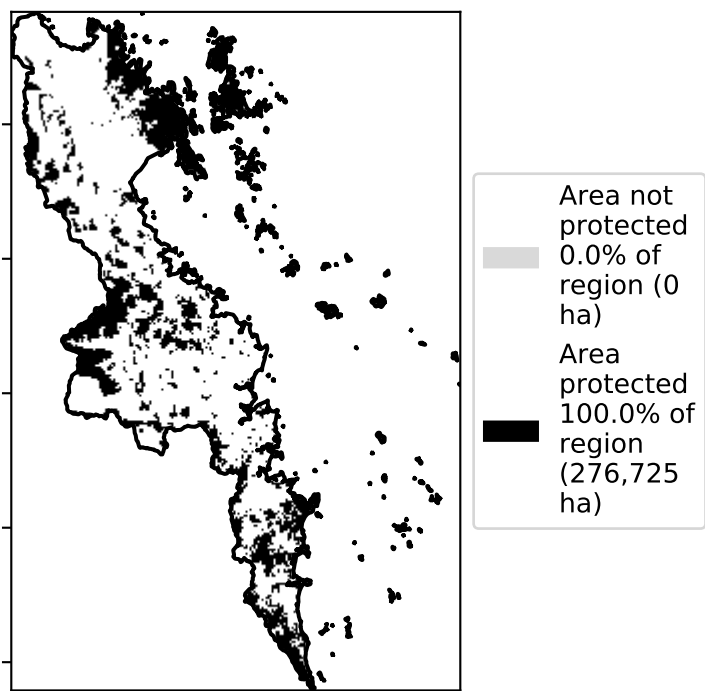 Area not
protected
0.0% of
region (0
ha)
Area
protected
100.0% of
region
(276,725
ha)